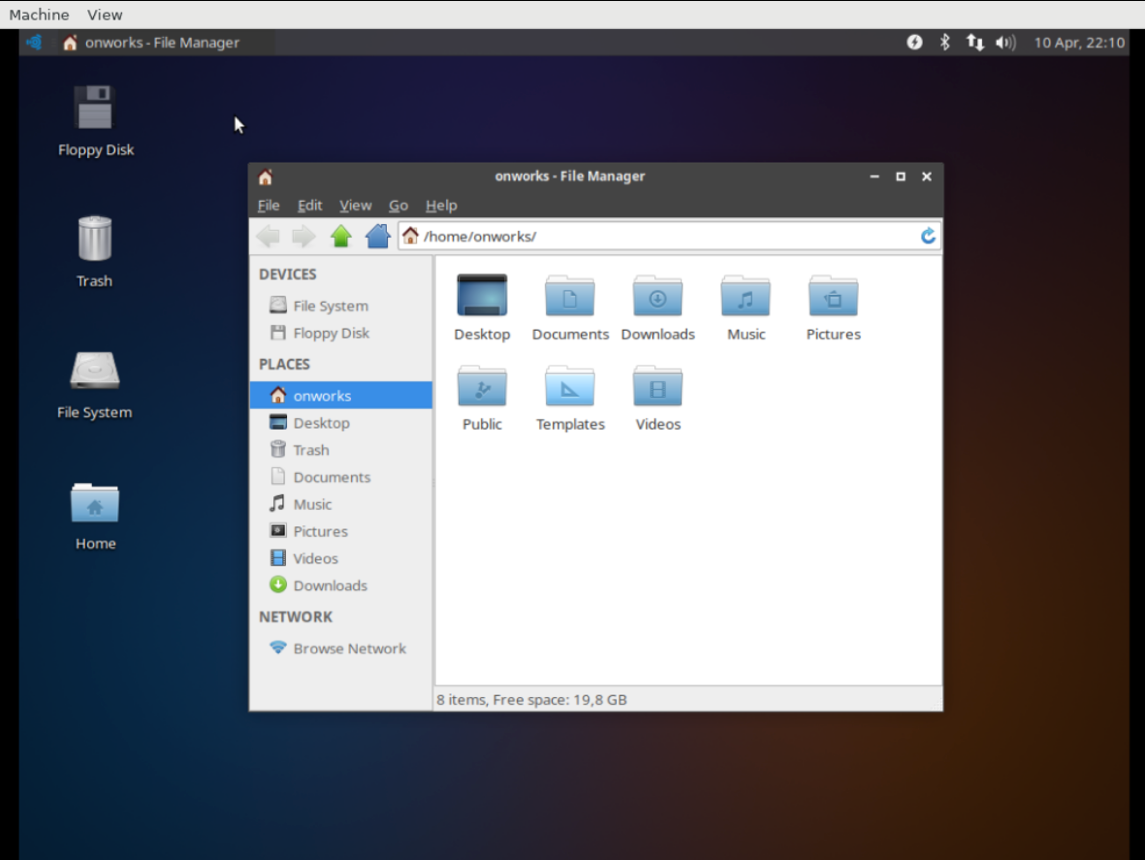 Machine View
onworks - File Manager
10 Apr, 22:10
Floppy Disk
Trash
File System
Home
onworks - File Manager
File Edit View Go Help
/home/onworks/
DEVICES
File System
Floppy Disk
PLACES
onworks
Desktop
Trash
Documents
Music
Pictures
Videos
Downloads
NETWORK
Browse Network
Desktop Documents Downloads Music Pictures
Public Templates Videos
8 items, Free space: 19,8 GB